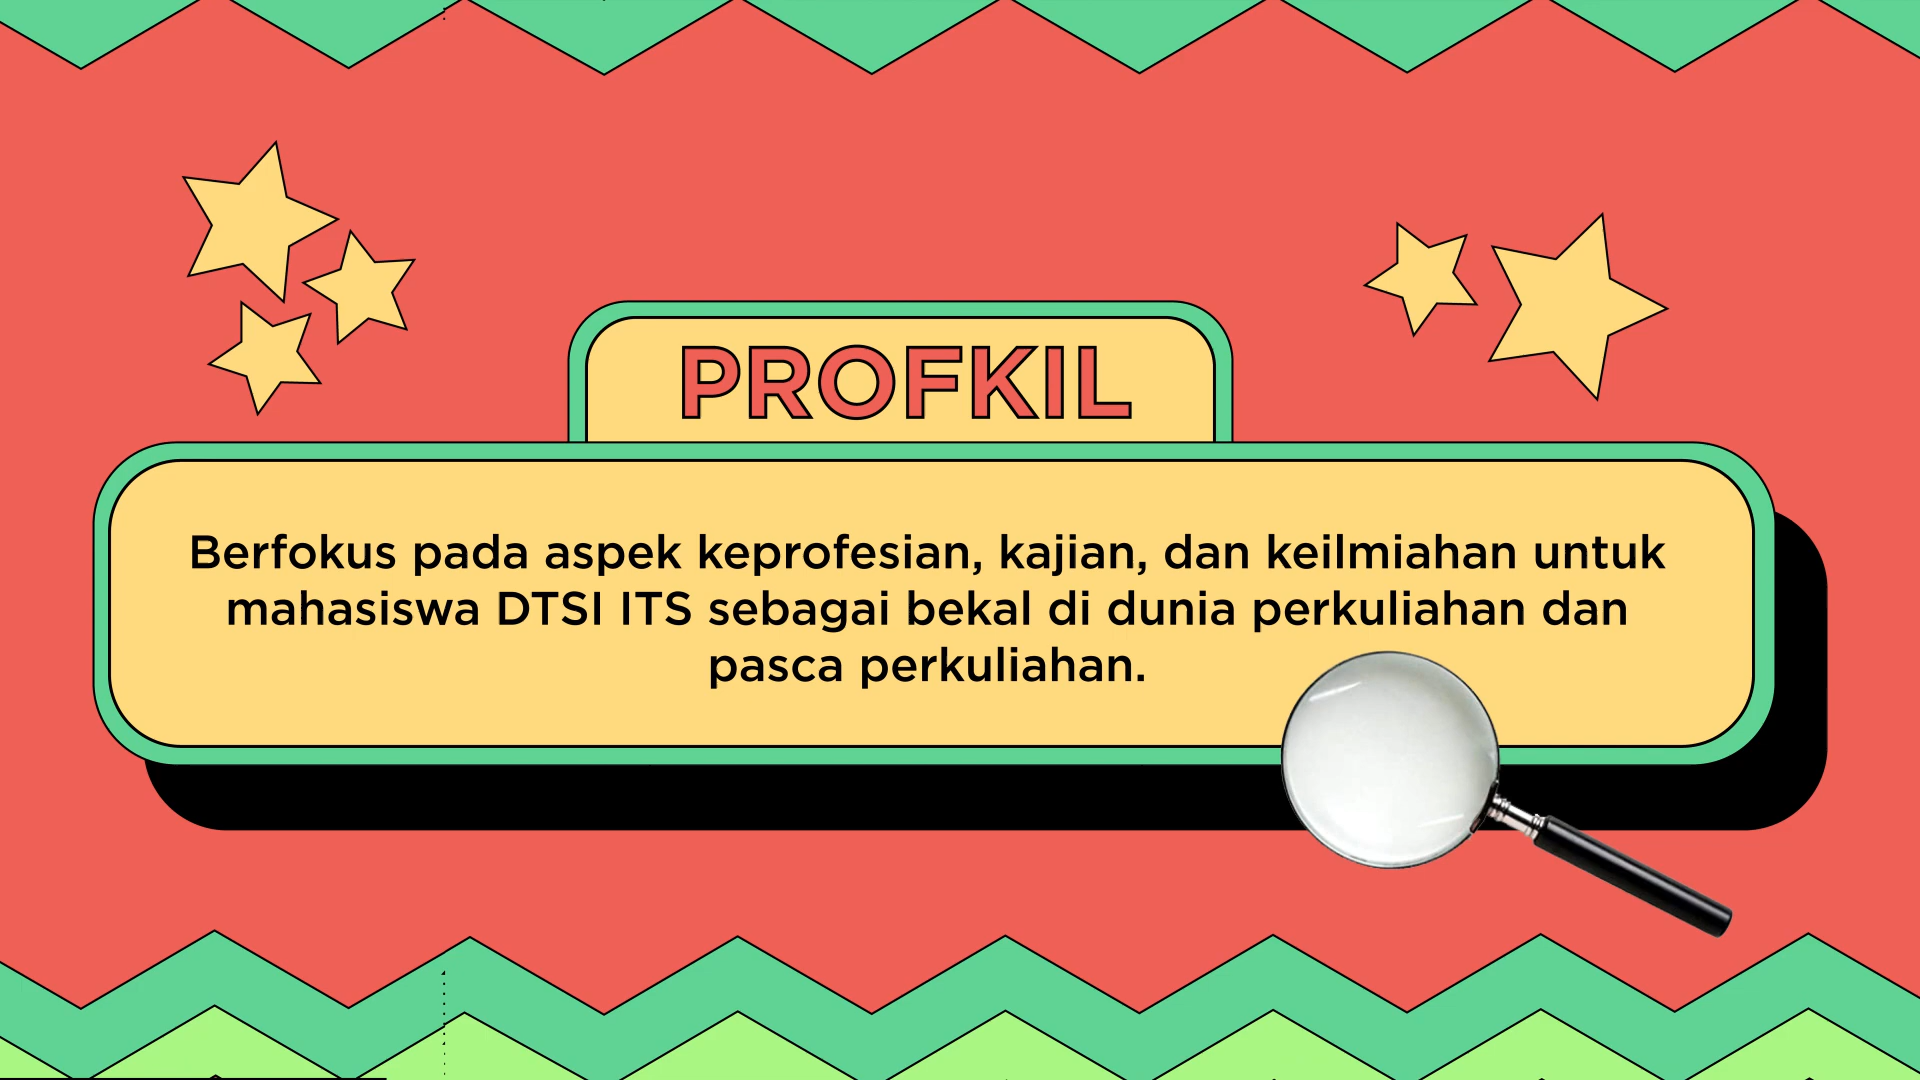 PROFKIL
Berfokus pada aspek keprofesian, kajian, dan keilmiahan untuk
mahasiswa DTSI ITS sebagai bekal di dunia perkuliahan dan
pasca perkuliahan.